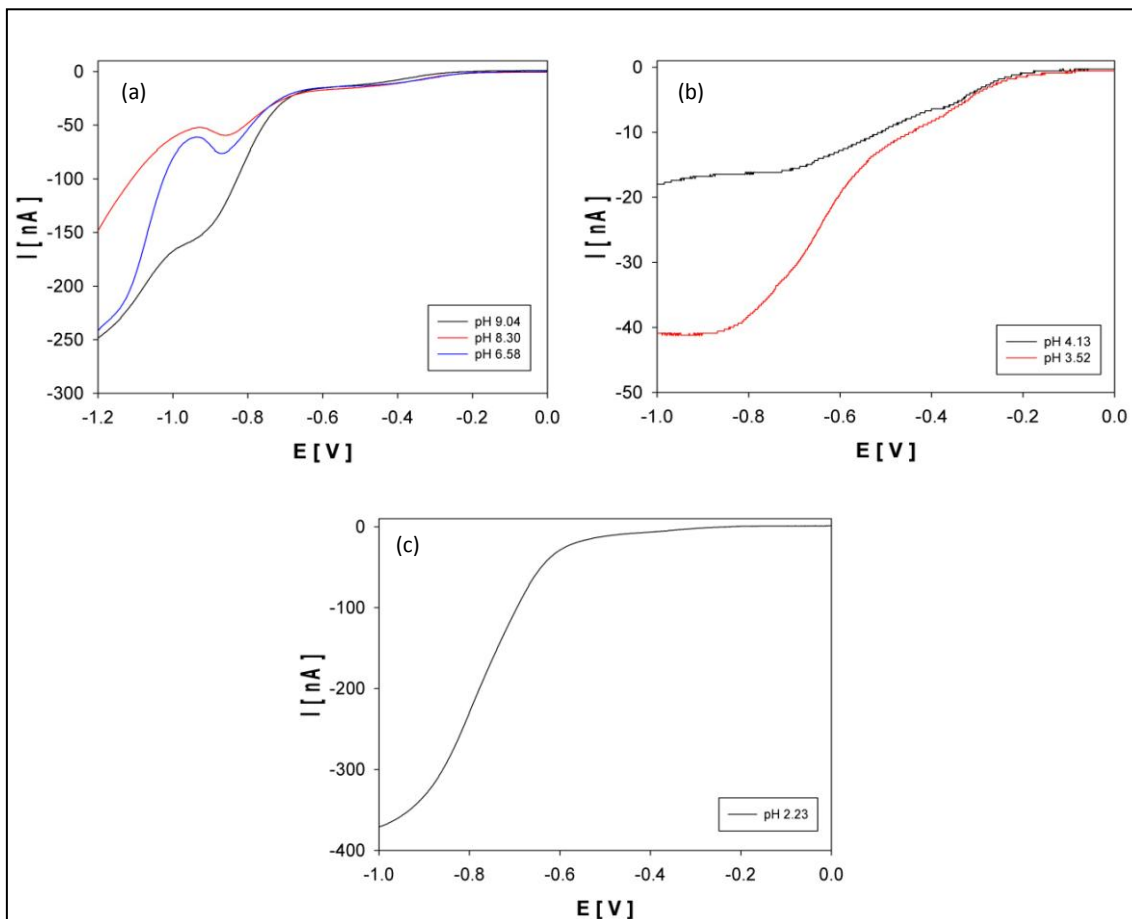 (a)
I [ nA ]
0
-50
-100
-150
-200
-250
-300
-1.2 -1.0 -0.8 -0.6 -0.4 -0.2 0.0
E [ V ]
pH 9.04
pH 8.30
pH 6.58
(b)
I [ nA ]
0
-10
-20
-30
-40
-50
-1.0 -0.8 -0.6 -0.4 -0.2 0.0
E [ V ]
pH 4.13
pH 3.52
(c)
I [ nA ]
0
-100
-200
-300
-400
-1.0 -0.8 -0.6 -0.4 -0.2 0.0
E [ V ]
pH 2.23